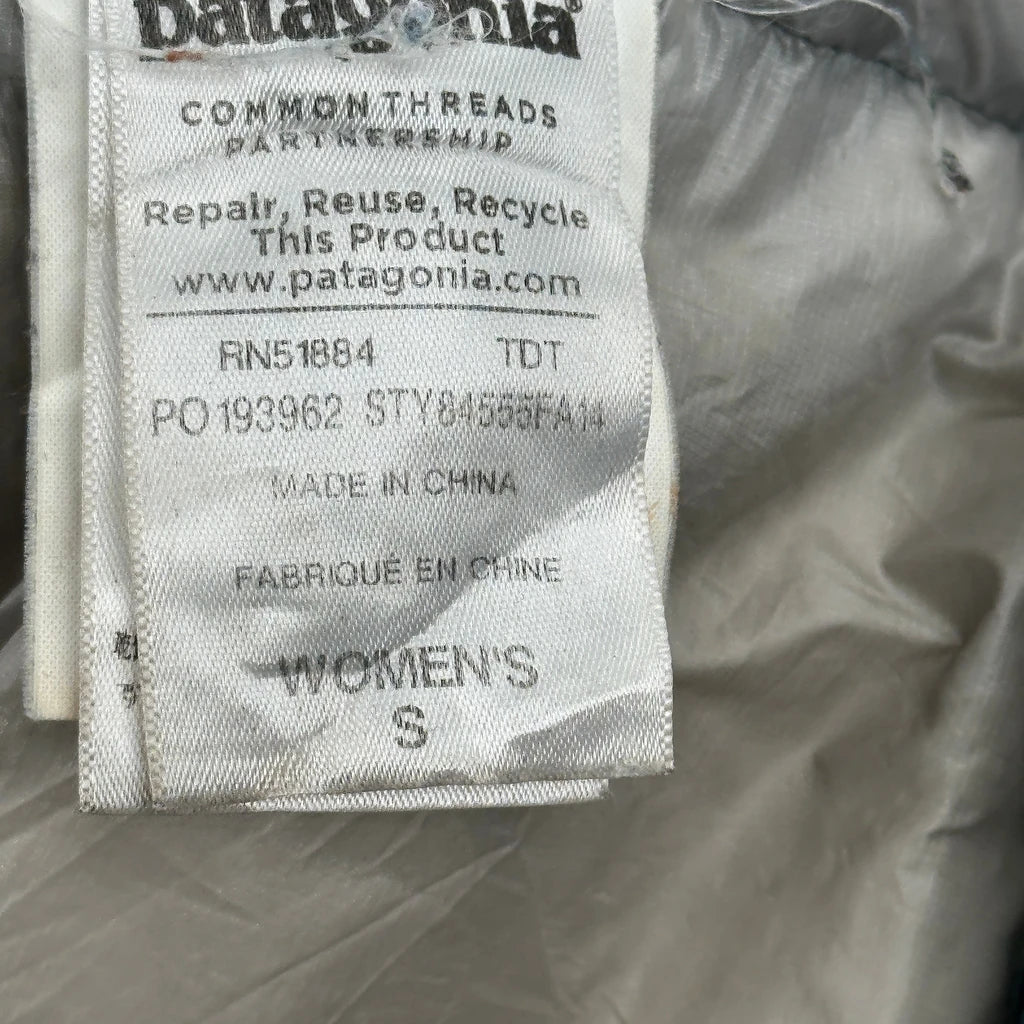 patagonia®
COMMON THREADS
PARTNERSHIP
Repair, Reuse, Recycle
This Product
www.patagonia.com
RN51884 TDT
PO 193962 STY84555FA14
MADE IN CHINA
FABRIQUÉ EN CHINE
WOMEN'S
S